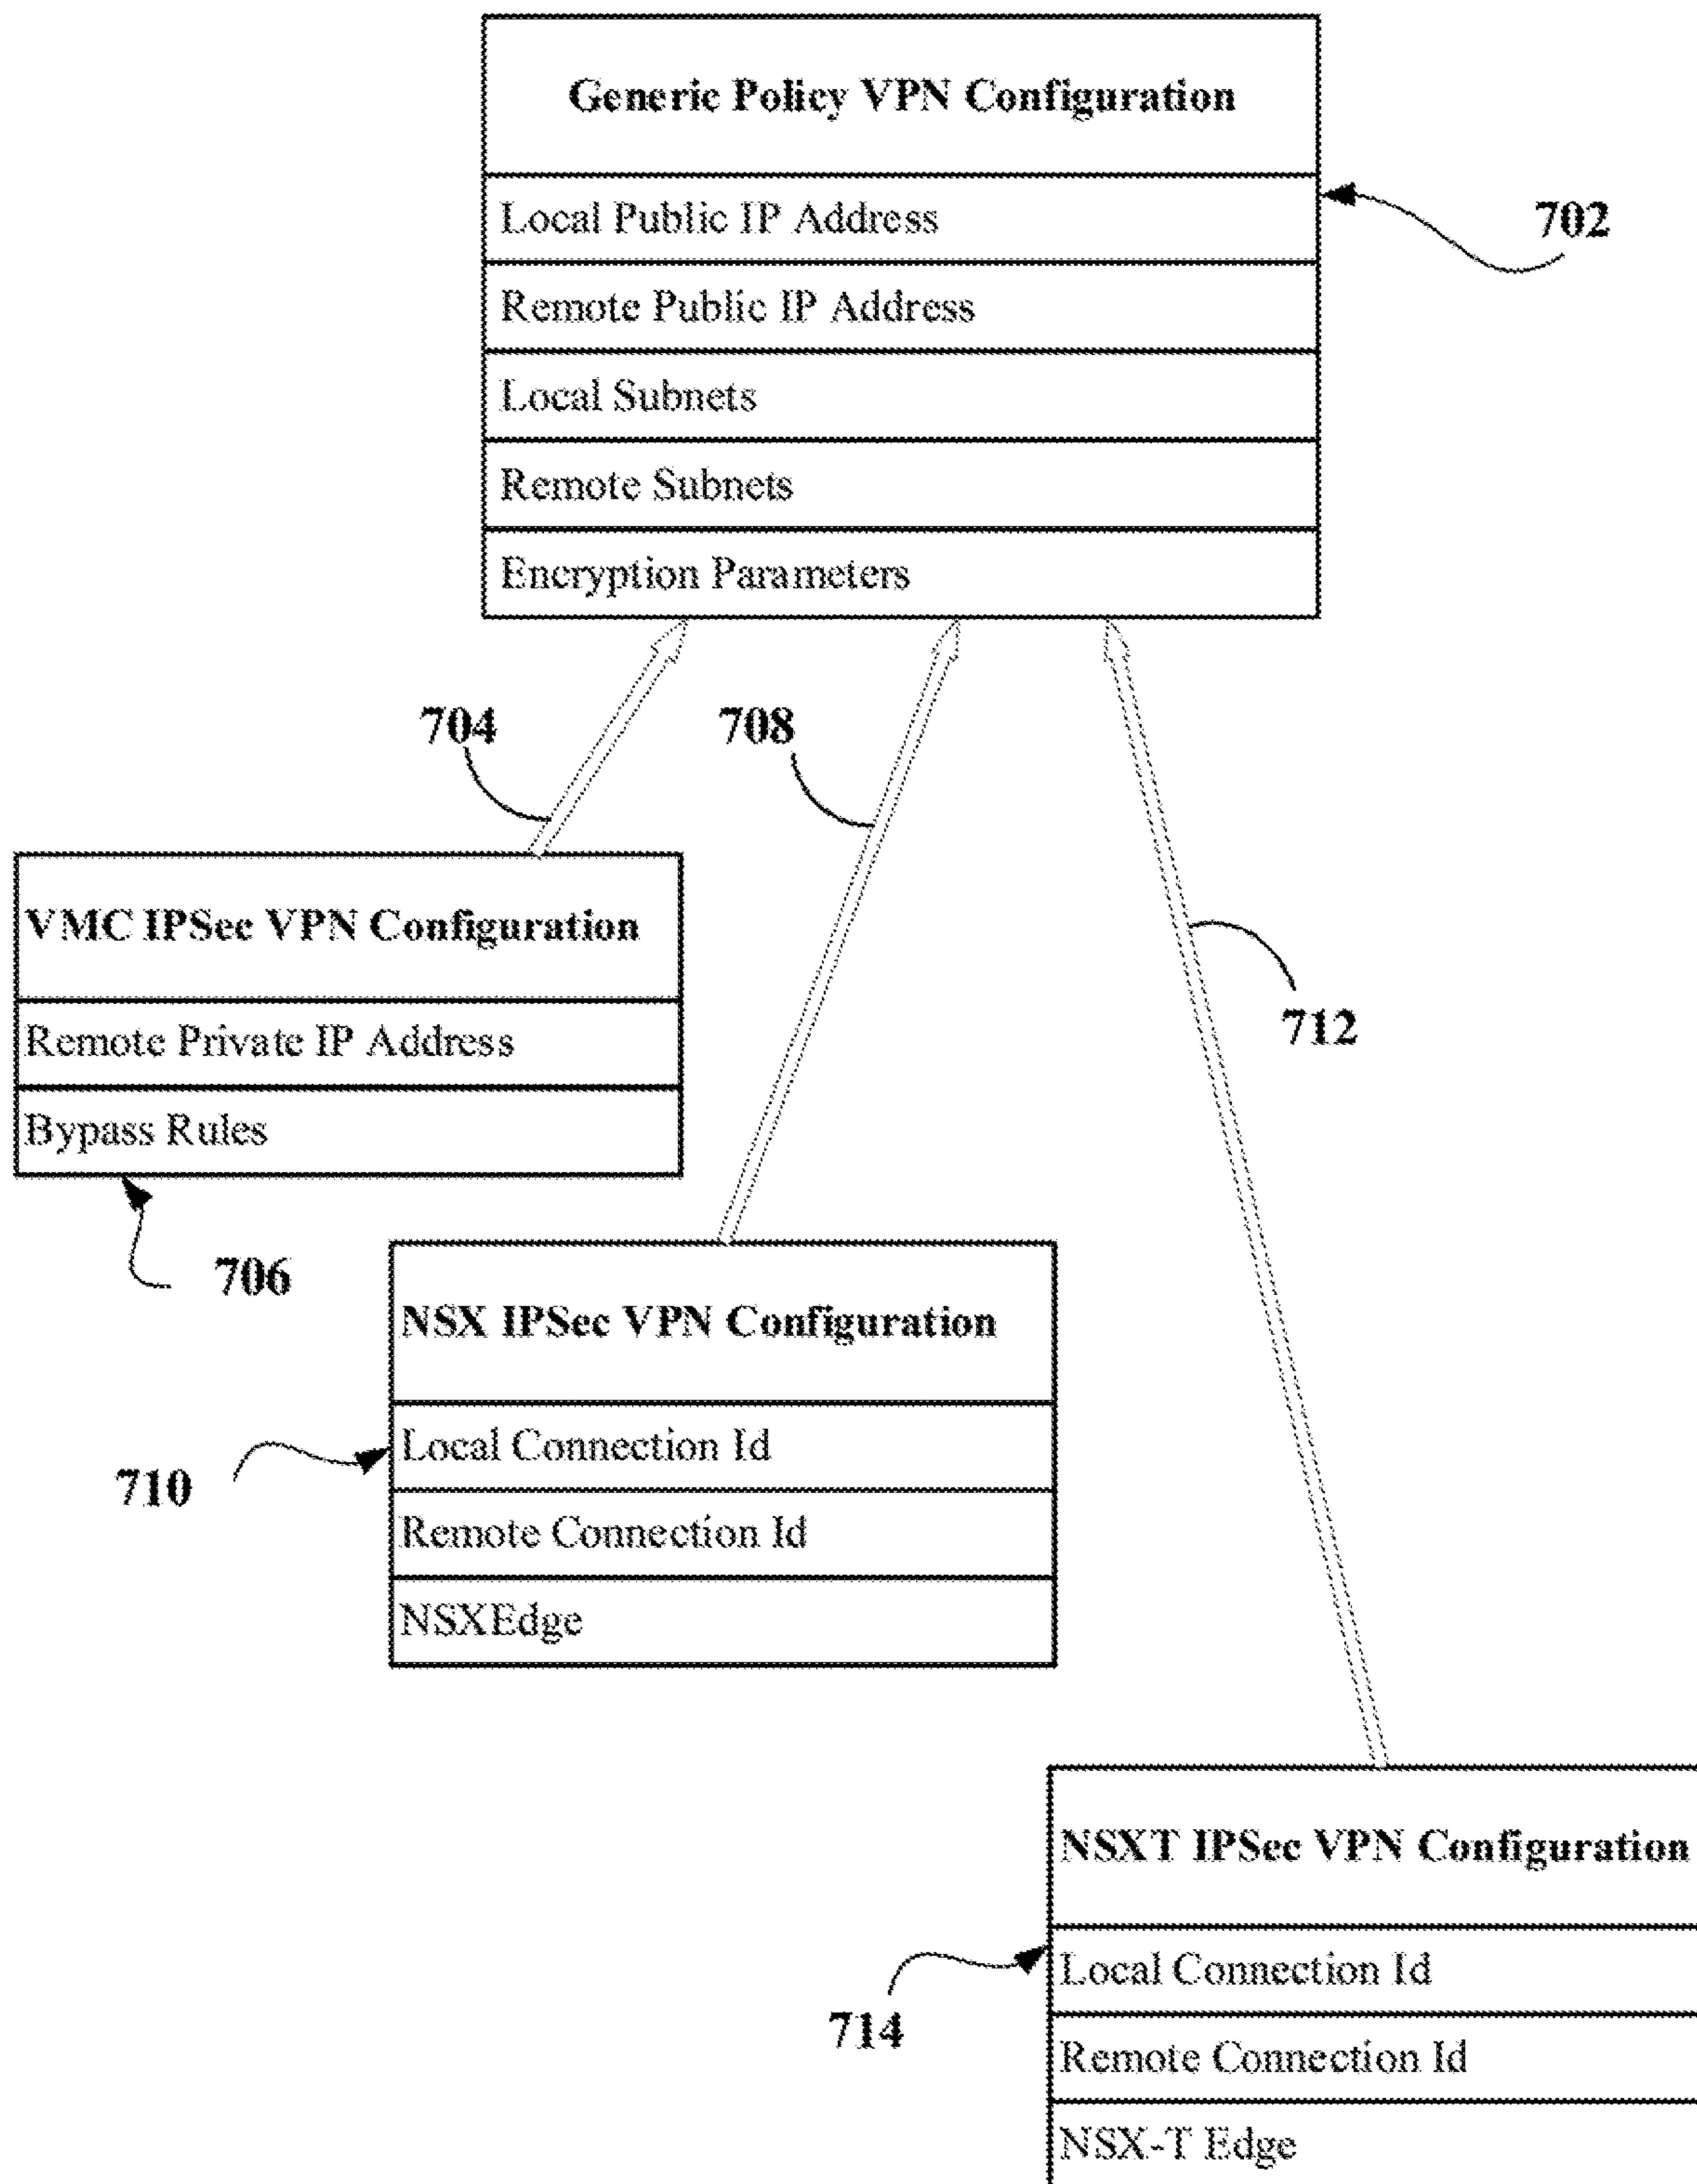 Generic Policy VPN Configuration
Local Public IP Address
702
Remote Public IP Address
Local Subnets
Remote Subnets
Encryption Parameters
704
708
VMC IPSec VPN Configuration
712
Remote Private IP Address
Bypass Rules
706
NSX IPSec VPN Configuration
Local Connection Id
710
Remote Connection Id
NSXEdge
NSXT IPSec VPN Configuration
Local Connection Id
714
Remote Connection Id
NSX-T Edge